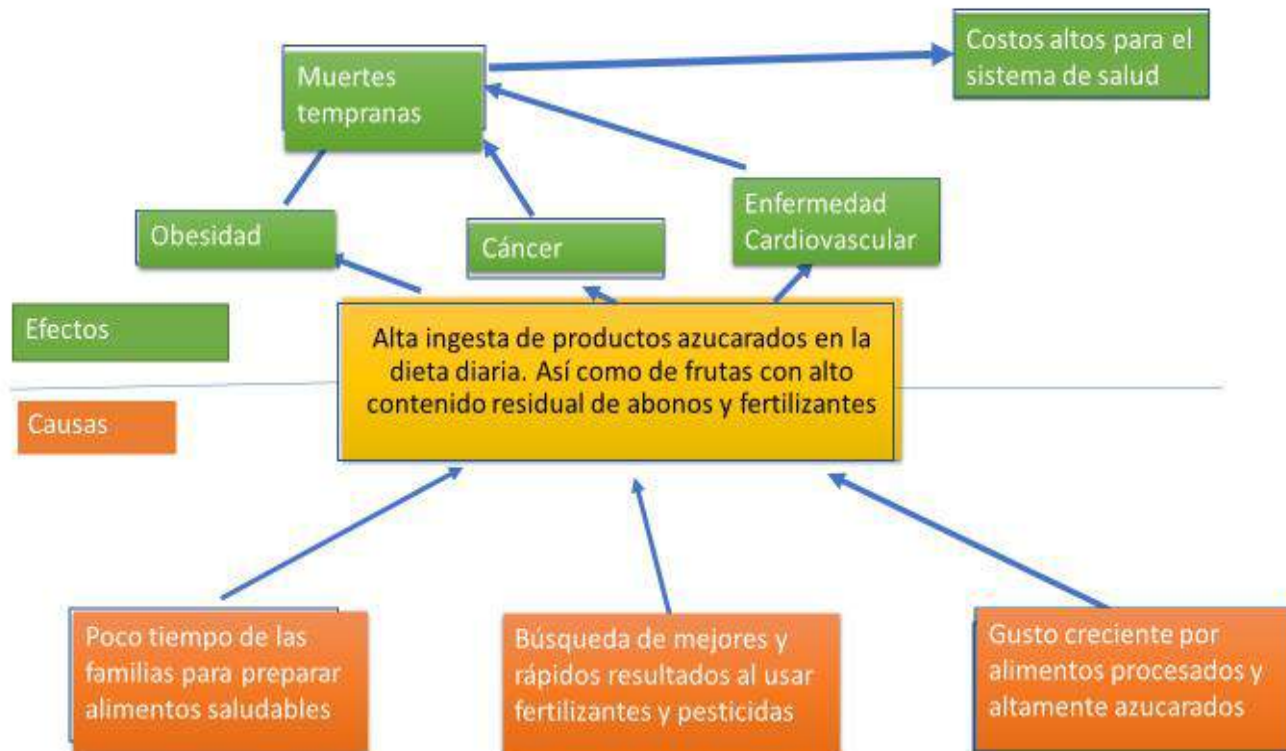 Costos altos para el
sistema de salud
Muertes
tempranas
Enfermedad
Cardiovascular
Obesidad
Cáncer
Efectos
Alta ingesta de productos azucarados en la
dieta diaria. Así como de frutas con alto
contenido residual de abonos y fertilizantes
Causas
Poco tiempo de las
familias para preparar
alimentos saludables
Búsqueda de mejores y
rápidos resultados al usar
fertilizantes y pesticidas
Gusto creciente por
alimentos procesados y
altamente azucarados